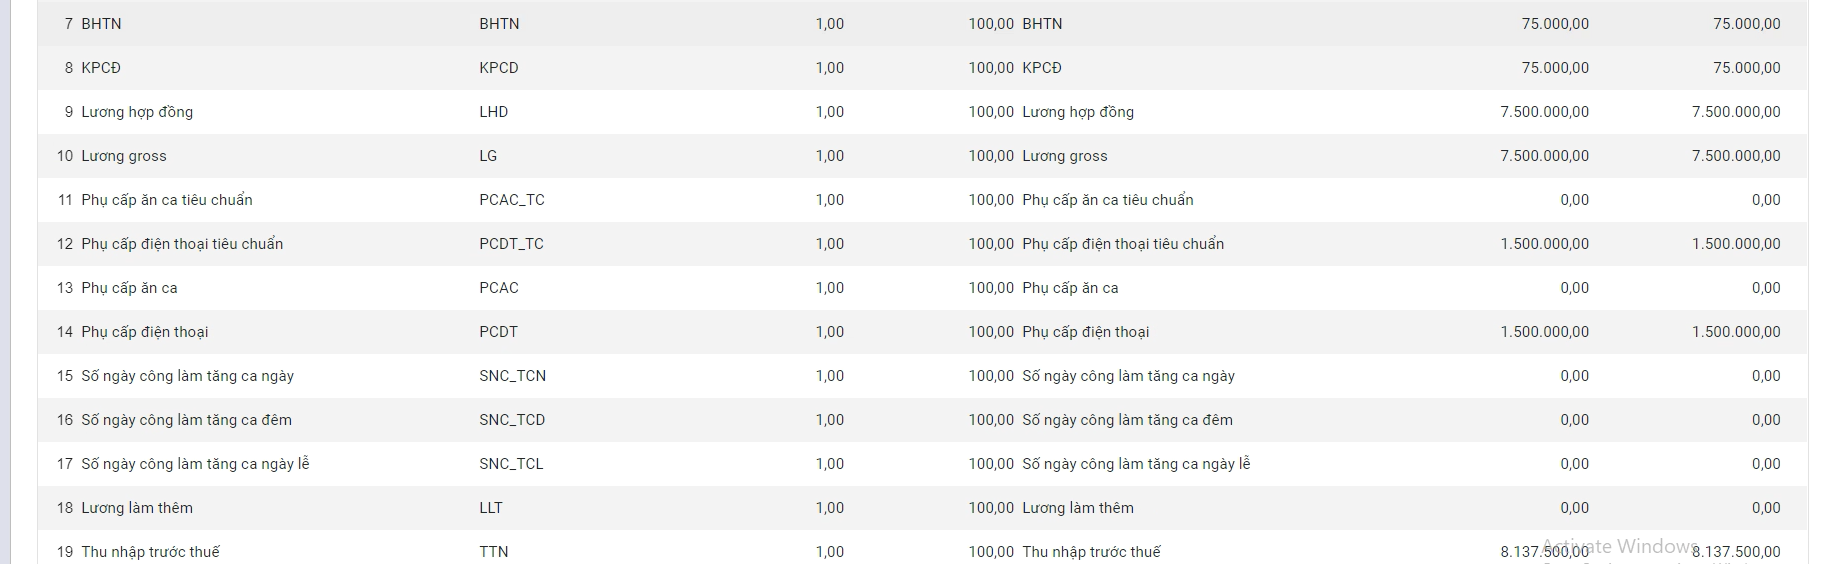 7 BHTN BHTN 1,00 100,00 BHTN 75.000,00 75.000,00
8 KPCĐ KPCD 1,00 100,00 KPCĐ 75.000,00 75.000,00
9 Lương hợp đồng LHD 1,00 100,00 Lương hợp đồng 7.500.000,00 7.500.000,00
10 Lương gross LG 1,00 100,00 Lương gross 7.500.000,00 7.500.000,00
11 Phụ cấp ăn ca tiêu chuẩn PCAC_TC 1,00 100,00 Phụ cấp ăn ca tiêu chuẩn 0,00 0,00
12 Phụ cấp điện thoại tiêu chuẩn PCDT_TC 1,00 100,00 Phụ cấp điện thoại tiêu chuẩn 1.500.000,00 1.500.000,00
13 Phụ cấp ăn ca PCAC 1,00 100,00 Phụ cấp ăn ca 0,00 0,00
14 Phụ cấp điện thoại PCDT 1,00 100,00 Phụ cấp điện thoại 1.500.000,00 1.500.000,00
15 Số ngày công làm tăng ca ngày SNC_TCN 1,00 100,00 Số ngày công làm tăng ca ngày 0,00 0,00
16 Số ngày công làm tăng ca đêm SNC_TCD 1,00 100,00 Số ngày công làm tăng ca đêm 0,00 0,00
17 Số ngày công làm tăng ca ngày lễ SNC_TCL 1,00 100,00 Số ngày công làm tăng ca ngày lễ 0,00 0,00
18 Lương làm thêm LLT 1,00 100,00 Lương làm thêm 0,00 0,00
19 Thu nhập trước thuế TTN 1,00 100,00 Thu nhập trước thuế 8.137.500,00 8.137.500,00
Activate Windows